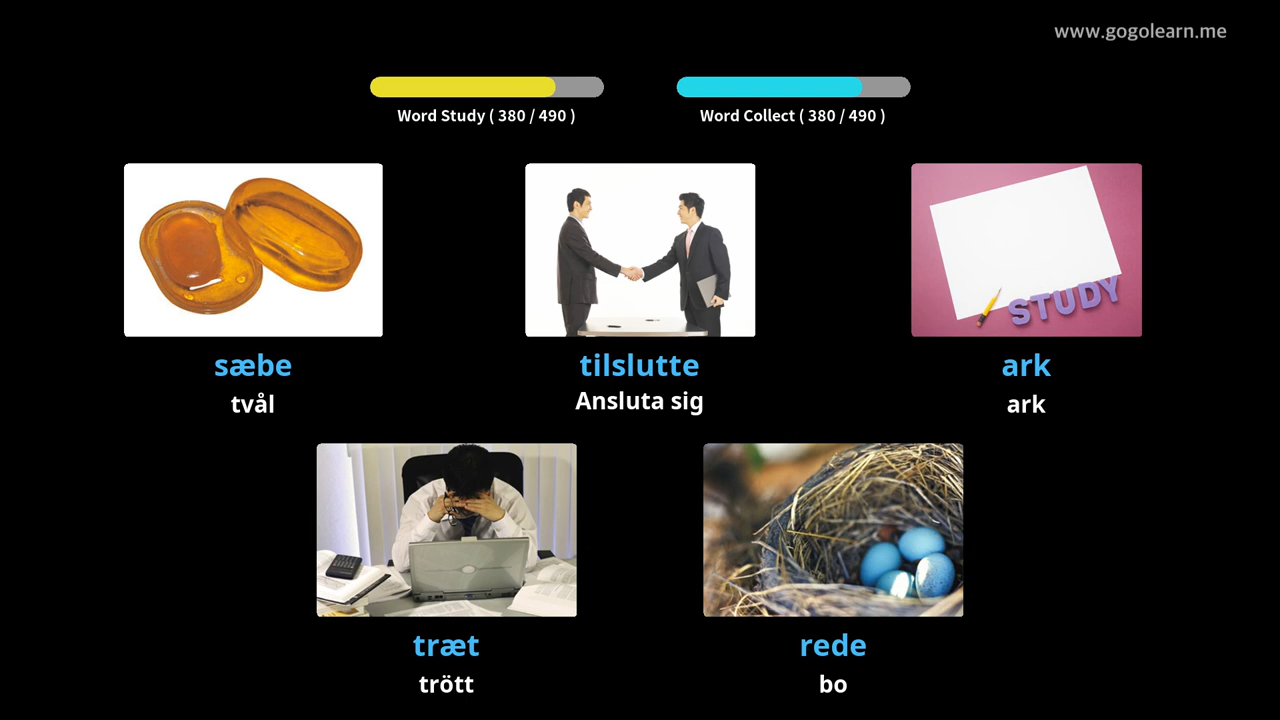 www.gogolearn.me
Word Study ( 380 / 490 )
Word Collect ( 380 / 490 )
STUDY
sæbe
tvål
tilslutte
Ansluta sig
ark
ark
træt
trött
rede
bo